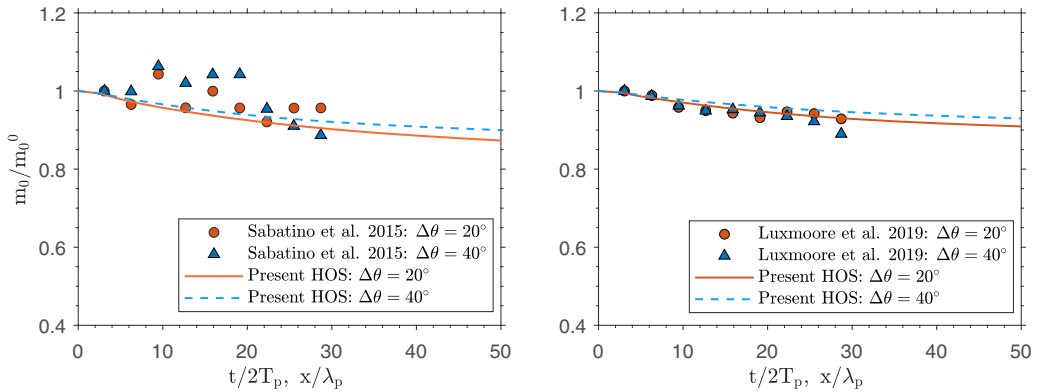 1.2
1
0.8
0.6
0.4
m₀/m₀⁰
0 10 20 30 40 50
t/2Tₚ, x/λₚ
Sabatino et al. 2015: Δθ = 20°
Sabatino et al. 2015: Δθ = 40°
Present HOS: Δθ = 20°
Present HOS: Δθ = 40°
1.2
1
0.8
0.6
0.4
0 10 20 30 40 50
t/2Tₚ, x/λₚ
Luxmoore et al. 2019: Δθ = 20°
Luxmoore et al. 2019: Δθ = 40°
Present HOS: Δθ = 20°
Present HOS: Δθ = 40°